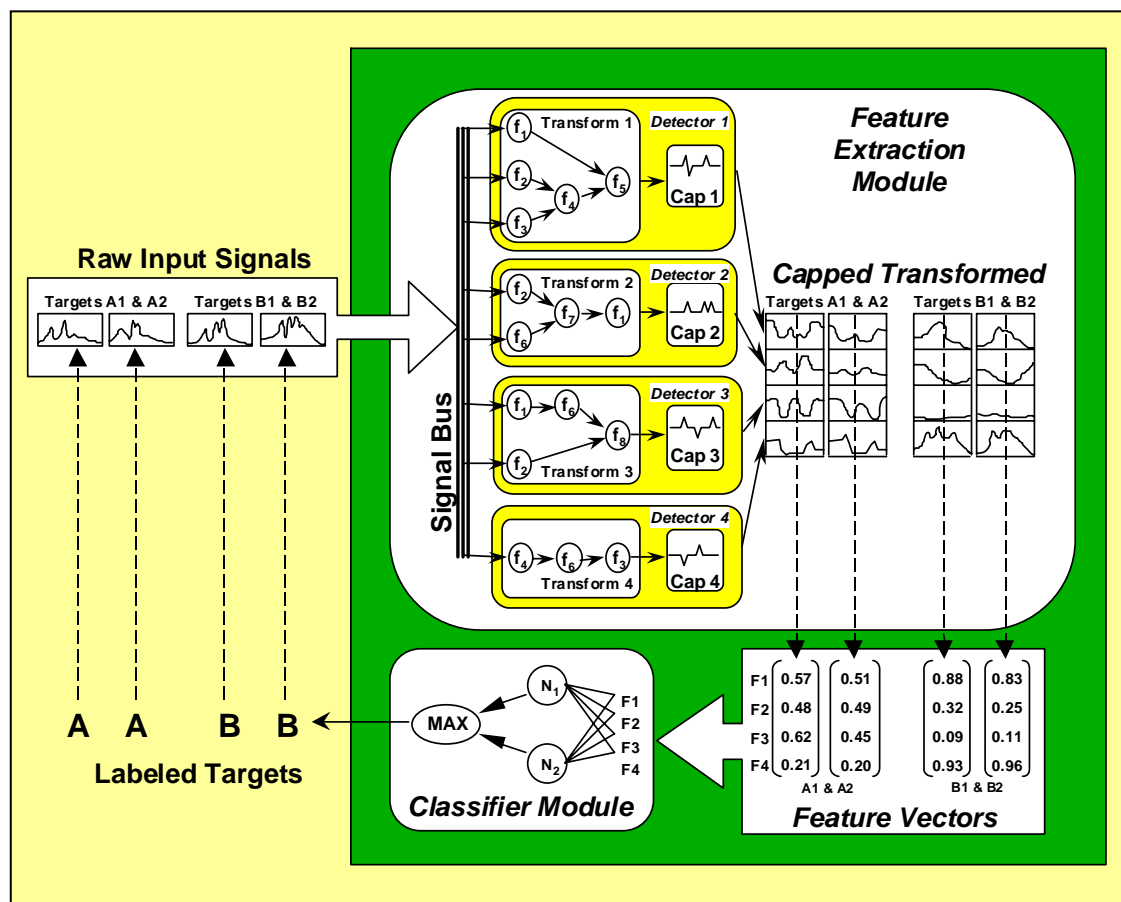 Feature
Extraction
Module
Transform 1
Detector 1
f1
f2
f3
f4
f5
Cap 1
Transform 2
Detector 2
f2
f6
f7
f1
Cap 2
Detector 3
f1
f6
f2
f8
Transform 3
Cap 3
Detector 4
f4
f6
f3
Transform 4
Cap 4
Signal Bus
Raw Input Signals
Targets A1 & A2
Targets B1 & B2
Capped Transformed
Targets A1 & A2
Targets B1 & B2
A A B B
Labeled Targets
MAX
N1
N2
F1
F2
F3
F4
Classifier Module
F1 0.57 0.51 0.88 0.83
F2 0.48 0.49 0.32 0.25
F3 0.62 0.45 0.09 0.11
F4 0.21 0.20 0.93 0.96
A1 & A2
B1 & B2
Feature Vectors